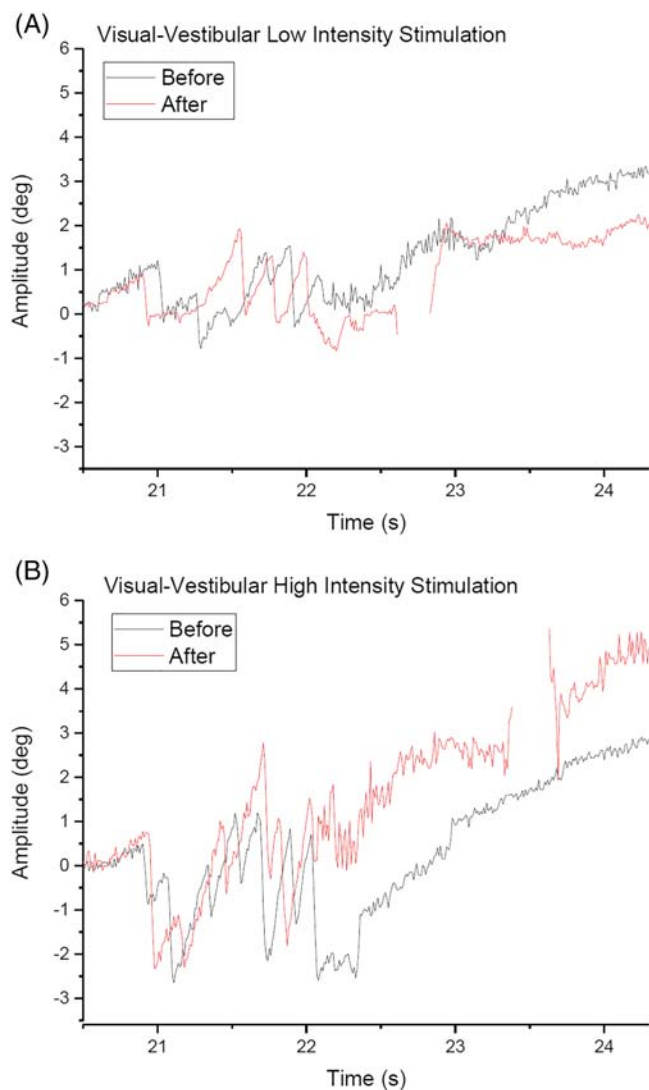 (A) Visual-Vestibular Low Intensity Stimulation
6
Before
5
After
4
3
2
1
0
-1
-2
-3
Amplitude (deg)
21 22 23 24
Time (s)
(B) Visual-Vestibular High Intensity Stimulation
6
Before
5
After
4
3
2
1
0
-1
-2
-3
Amplitude (deg)
21 22 23 24
Time (s)